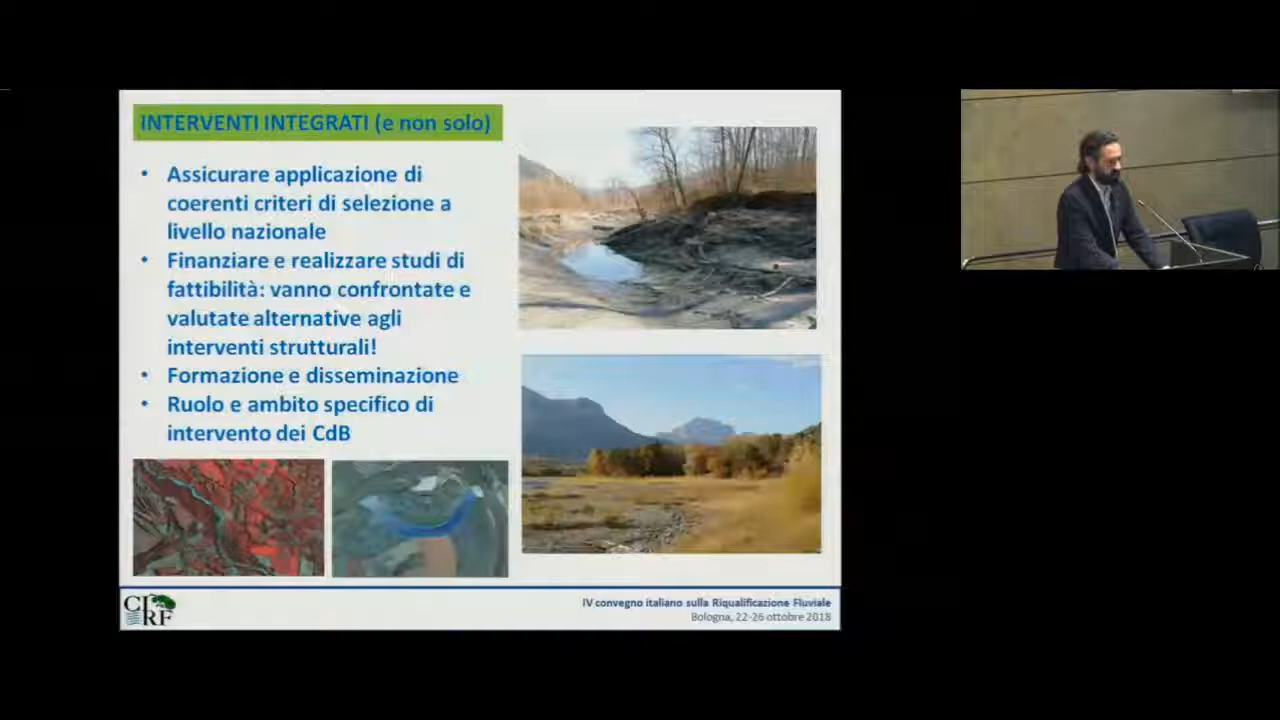 INTERVENTI INTEGRATI (e non solo)
• Assicurare applicazione di
coerenti criteri di selezione a
livello nazionale
• Finanziare e realizzare studi di
fattibilità: vanno confrontate e
valutate alternative agli
interventi strutturali!
• Formazione e disseminazione
• Ruolo e ambito specifico di
intervento dei CdB
CIRF
IV convegno italiano sulla Riqualificazione Fluviale
Bologna, 22-26 ottobre 2018